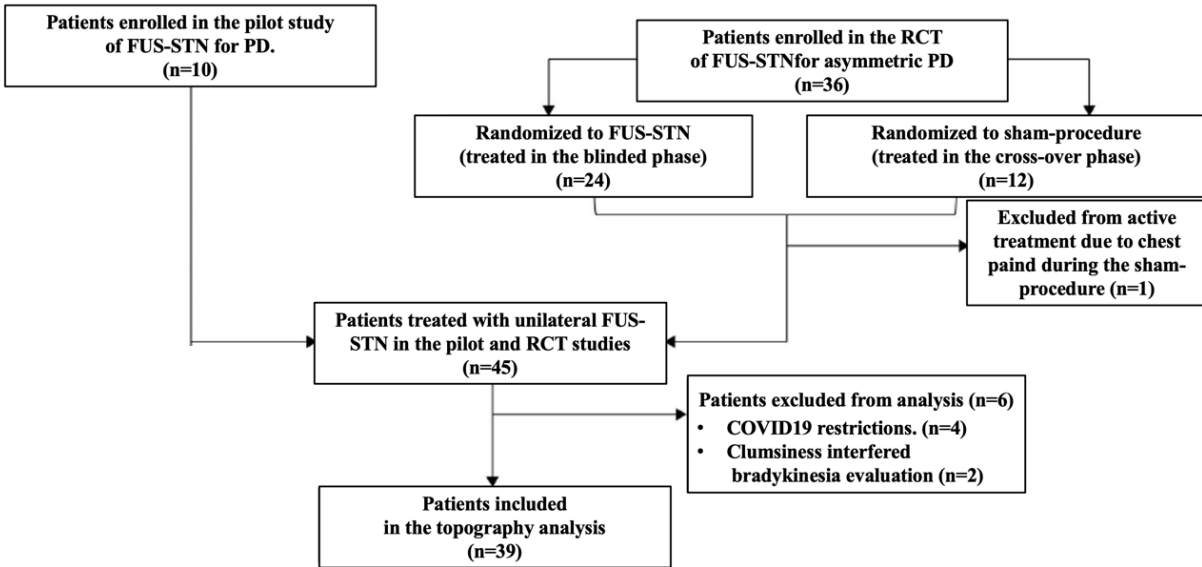 Patients enrolled in the pilot study
of FUS-STN for PD.
(n=10)
Patients enrolled in the RCT
of FUS-STNfor asymmetric PD
(n=36)
Randomized to FUS-STN
(treated in the blinded phase)
(n=24)
Randomized to sham-procedure
(treated in the cross-over phase)
(n=12)
Excluded from active
treatment due to chest
paind during the sham-
procedure (n=1)
Patients treated with unilateral FUS-
STN in the pilot and RCT studies
(n=45)
Patients excluded from analysis (n=6)
• COVID19 restrictions. (n=4)
• Clumsiness interfered
bradykinesia evaluation (n=2)
Patients included
in the topography analysis
(n=39)